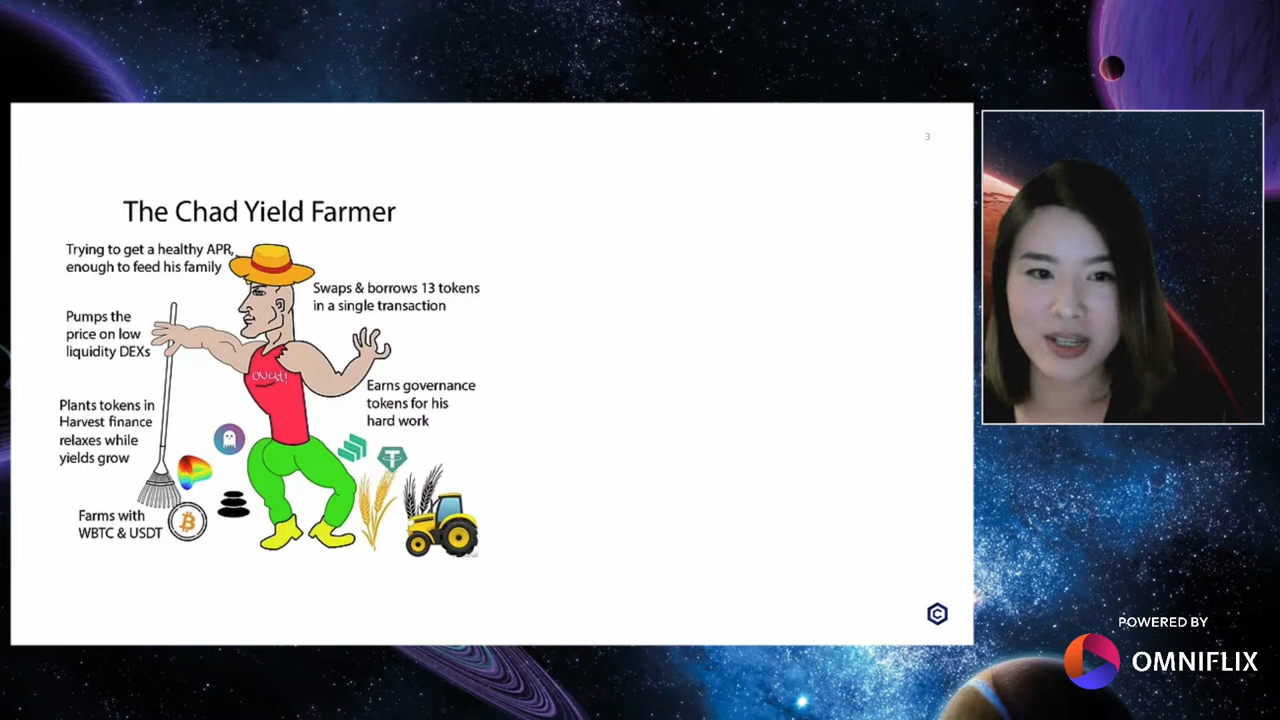 3
The Chad Yield Farmer
Trying to get a healthy APR,
enough to feed his family
Swaps & borrows 13 tokens
in a single transaction
Pumps the
price on low
liquidity DEXs
Earns governance
tokens for his
hard work
Plants tokens in
Harvest finance
relaxes while
yields grow
Farms with
WBTC & USDT
POWERED BY
OMNIFLIX